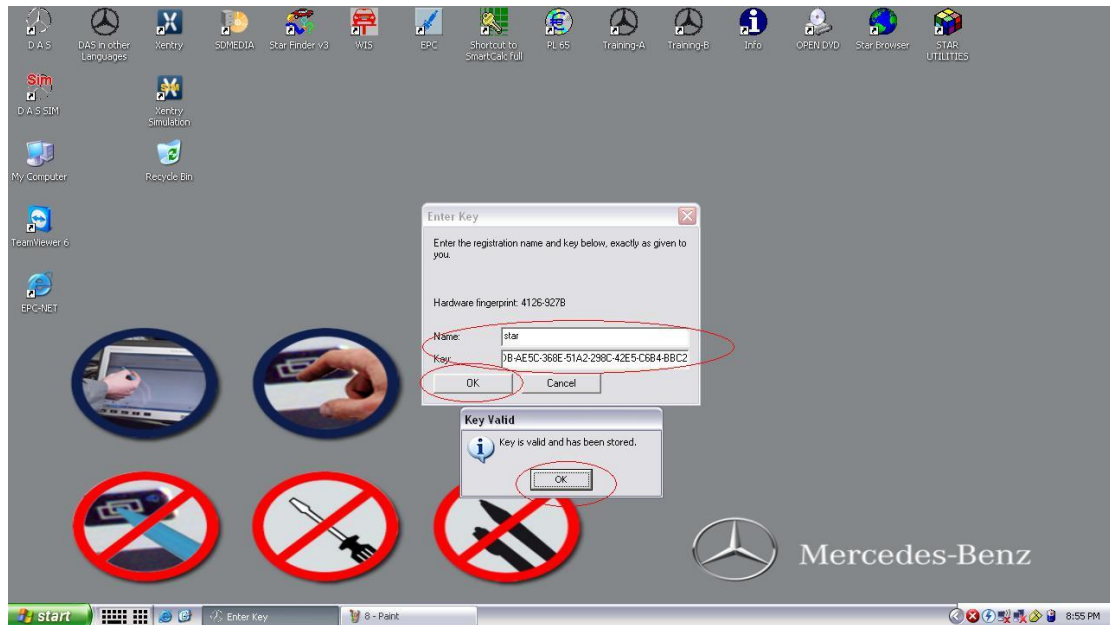 DAS
DAS in other
Languages
Xentry
SDMEDIA
Star Finder v3
WIS
EPC
Shortcut to
SmartCalc full
PL 65
Training-A
Training-B
Info
OPEN DVD
Star Browser
STAR
UTILITIES
Sim
D A S SIM
SIM
Xentry
Simulation
My Computer
Recycle Bin
TeamViewer 6
EPC-NET
Enter Key
Enter the registration name and key below, exactly as given to
you.
Hardware fingerprint: 4126-927B
Name: star
Key: )B-AE5C-368E-51A2-298C-42E5-C6B4-BBC2
OK Cancel
Key Valid
Key is valid and has been stored.
OK
Mercedes-Benz
start Enter Key 8 - Paint 8:55 PM